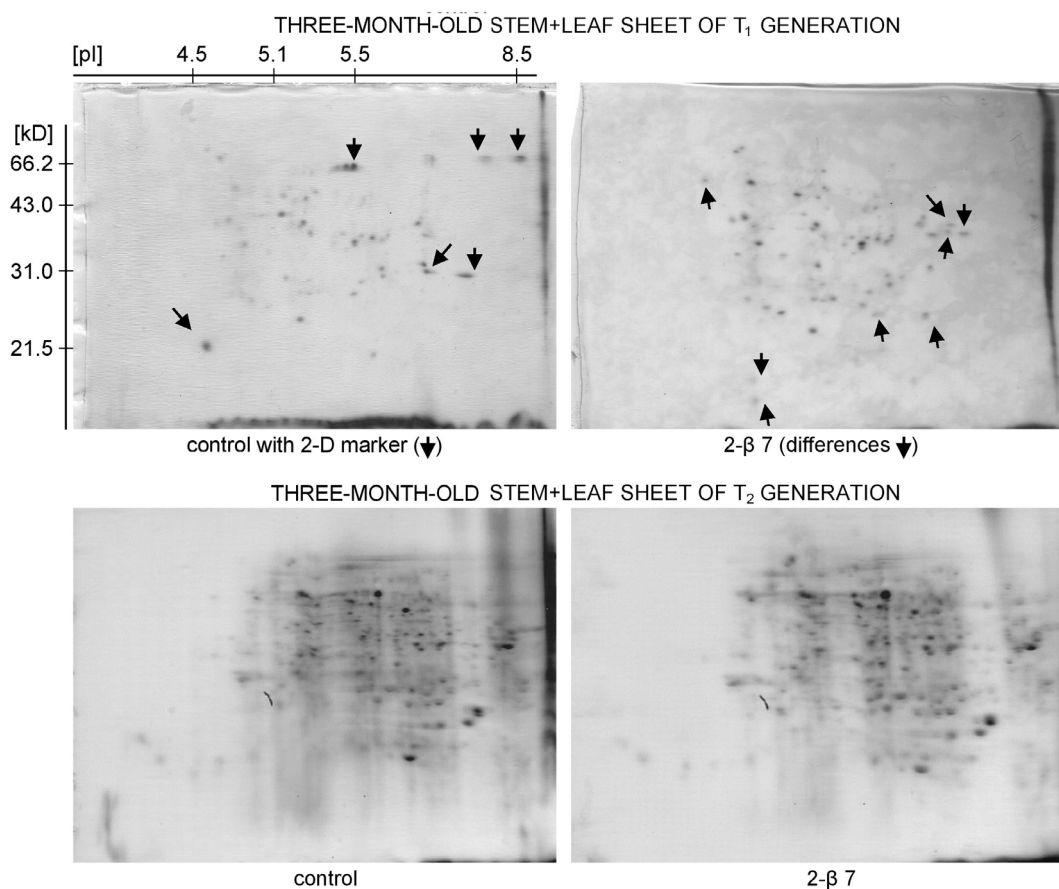 THREE-MONTH-OLD STEM+LEAF SHEET OF T1 GENERATION
[pI] 4.5 5.1 5.5 8.5
[kD]
66.2
43.0
31.0
21.5
control with 2-D marker (↓)
2-β 7 (differences ↓)
THREE-MONTH-OLD STEM+LEAF SHEET OF T2 GENERATION
control
2-β 7